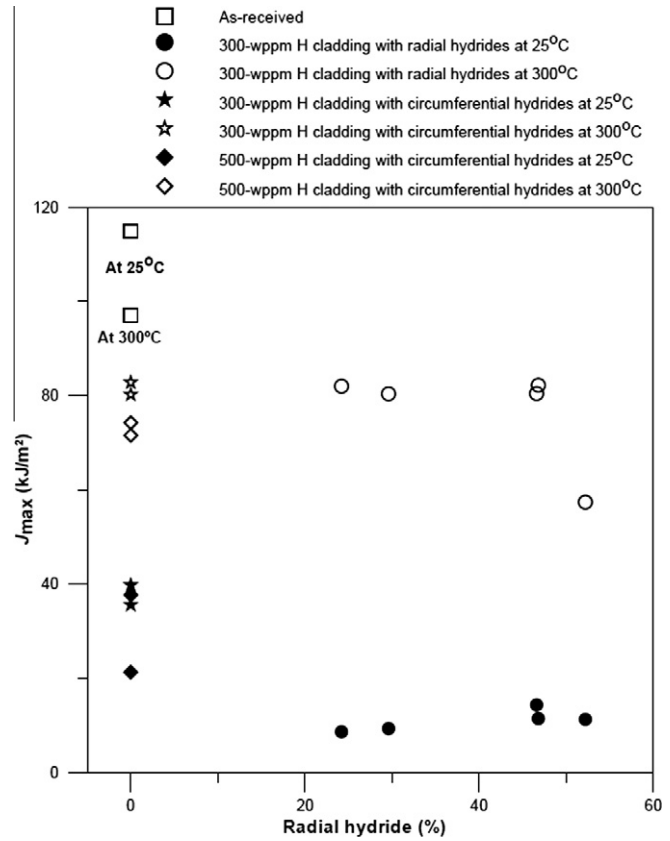 As-received
300-wppm H cladding with radial hydrides at 25°C
300-wppm H cladding with radial hydrides at 300°C
300-wppm H cladding with circumferential hydrides at 25°C
300-wppm H cladding with circumferential hydrides at 300°C
500-wppm H cladding with circumferential hydrides at 25°C
500-wppm H cladding with circumferential hydrides at 300°C
120
At 25°C
At 300°C
80
Jmax (kJ/m²)
40
0
0 20 40 60
Radial hydride (%)